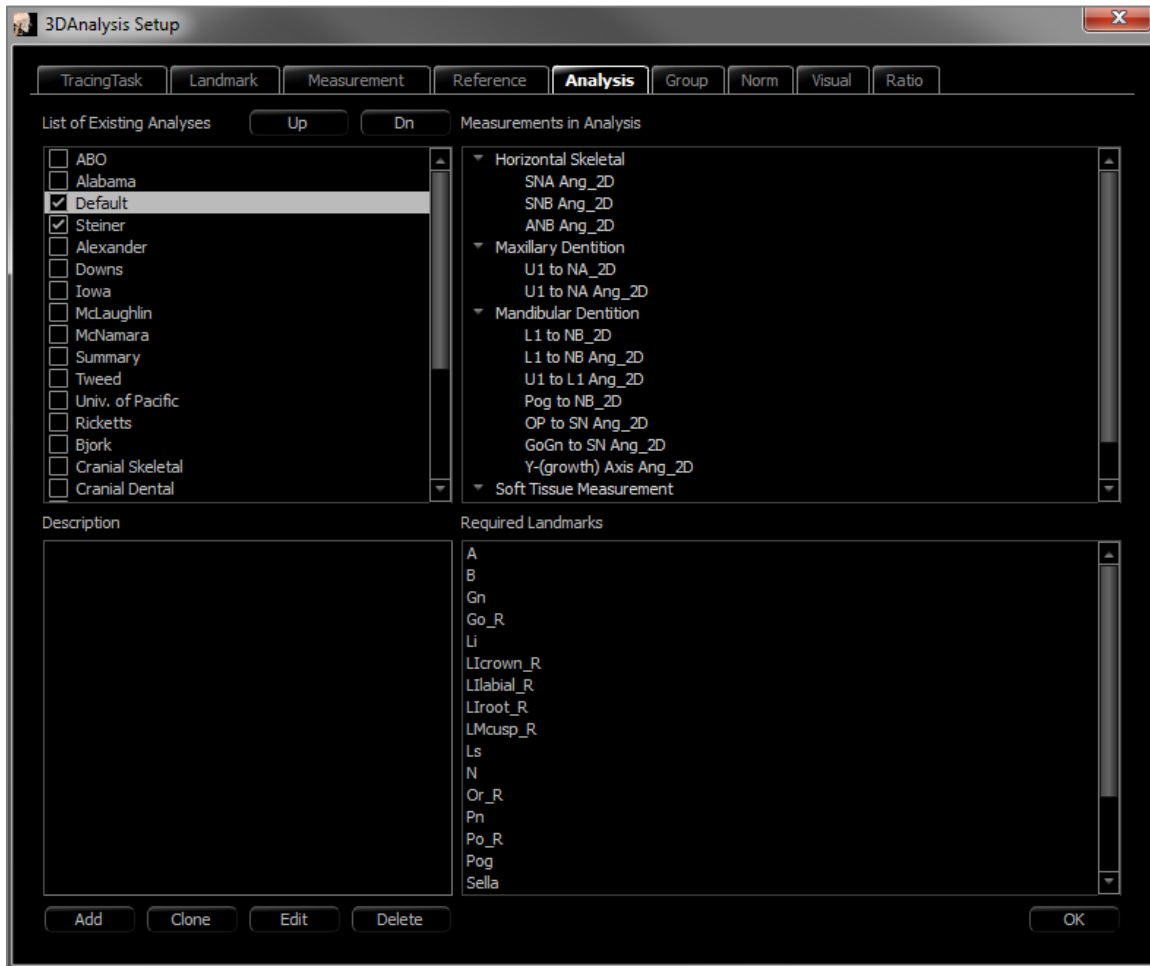 3DAnalysis Setup
TracingTask Landmark Measurement Reference Analysis Group Norm Visual Ratio
List of Existing Analyses Up Dn
ABO
Alabama
Default
Steiner
Alexander
Downs
Iowa
McLaughlin
McNamara
Summary
Tweed
Univ. of Pacific
Ricketts
Bjork
Cranial Skeletal
Cranial Dental
Measurements in Analysis
Horizontal Skeletal
SNA Ang_2D
SNB Ang_2D
ANB Ang_2D
Maxillary Dentition
U1 to NA_2D
U1 to NA Ang_2D
Mandibular Dentition
L1 to NB_2D
L1 to NB Ang_2D
U1 to L1 Ang_2D
Pog to NB_2D
OP to SN Ang_2D
GoGn to SN Ang_2D
Y-(growth) Axis Ang_2D
Soft Tissue Measurement
Description
Required Landmarks
A
B
Gn
Go_R
Li
LIcrown_R
LIlabial_R
LIroot_R
LMcusp_R
Ls
N
Or_R
Pn
Po_R
Pog
Sella
Add Clone Edit Delete OK